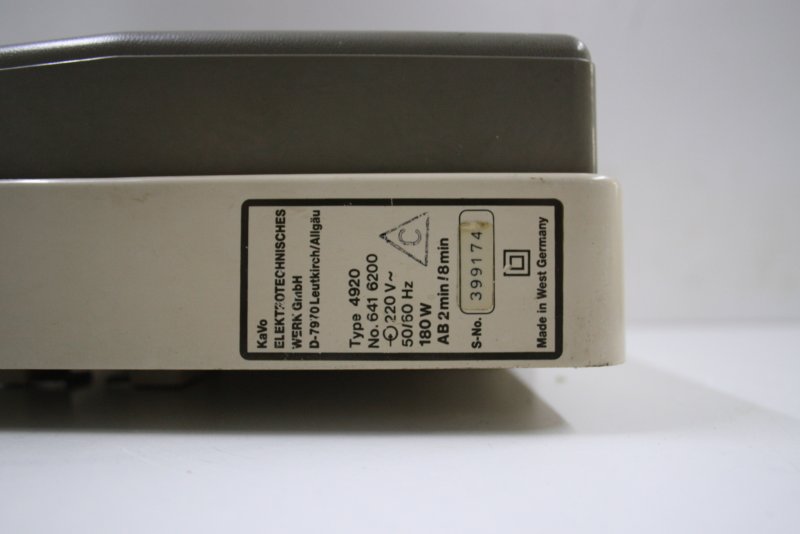 KaVo
ELEKTROTECHNISCHES
WERK GmbH
D-7970 Leutkirch/Allgäu
Type 4920
No. 641 6200
220 V~
50/60 Hz
180 W
AB 2 min/8 min
C
S-No. 399174
Made in West Germany